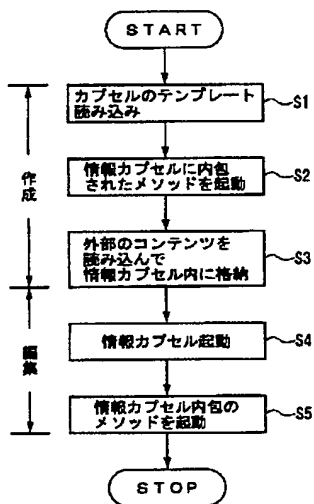 START
カプセルのテンプレート
読み込み
S1
情報カプセルに内包
されたメソッドを起動
S2
作成
外部のコンテンツを
読み込んで
情報カプセル内に格納
S3
情報カプセル起動
S4
編集
情報カプセル内包の
メソッドを起動
S5
STOP